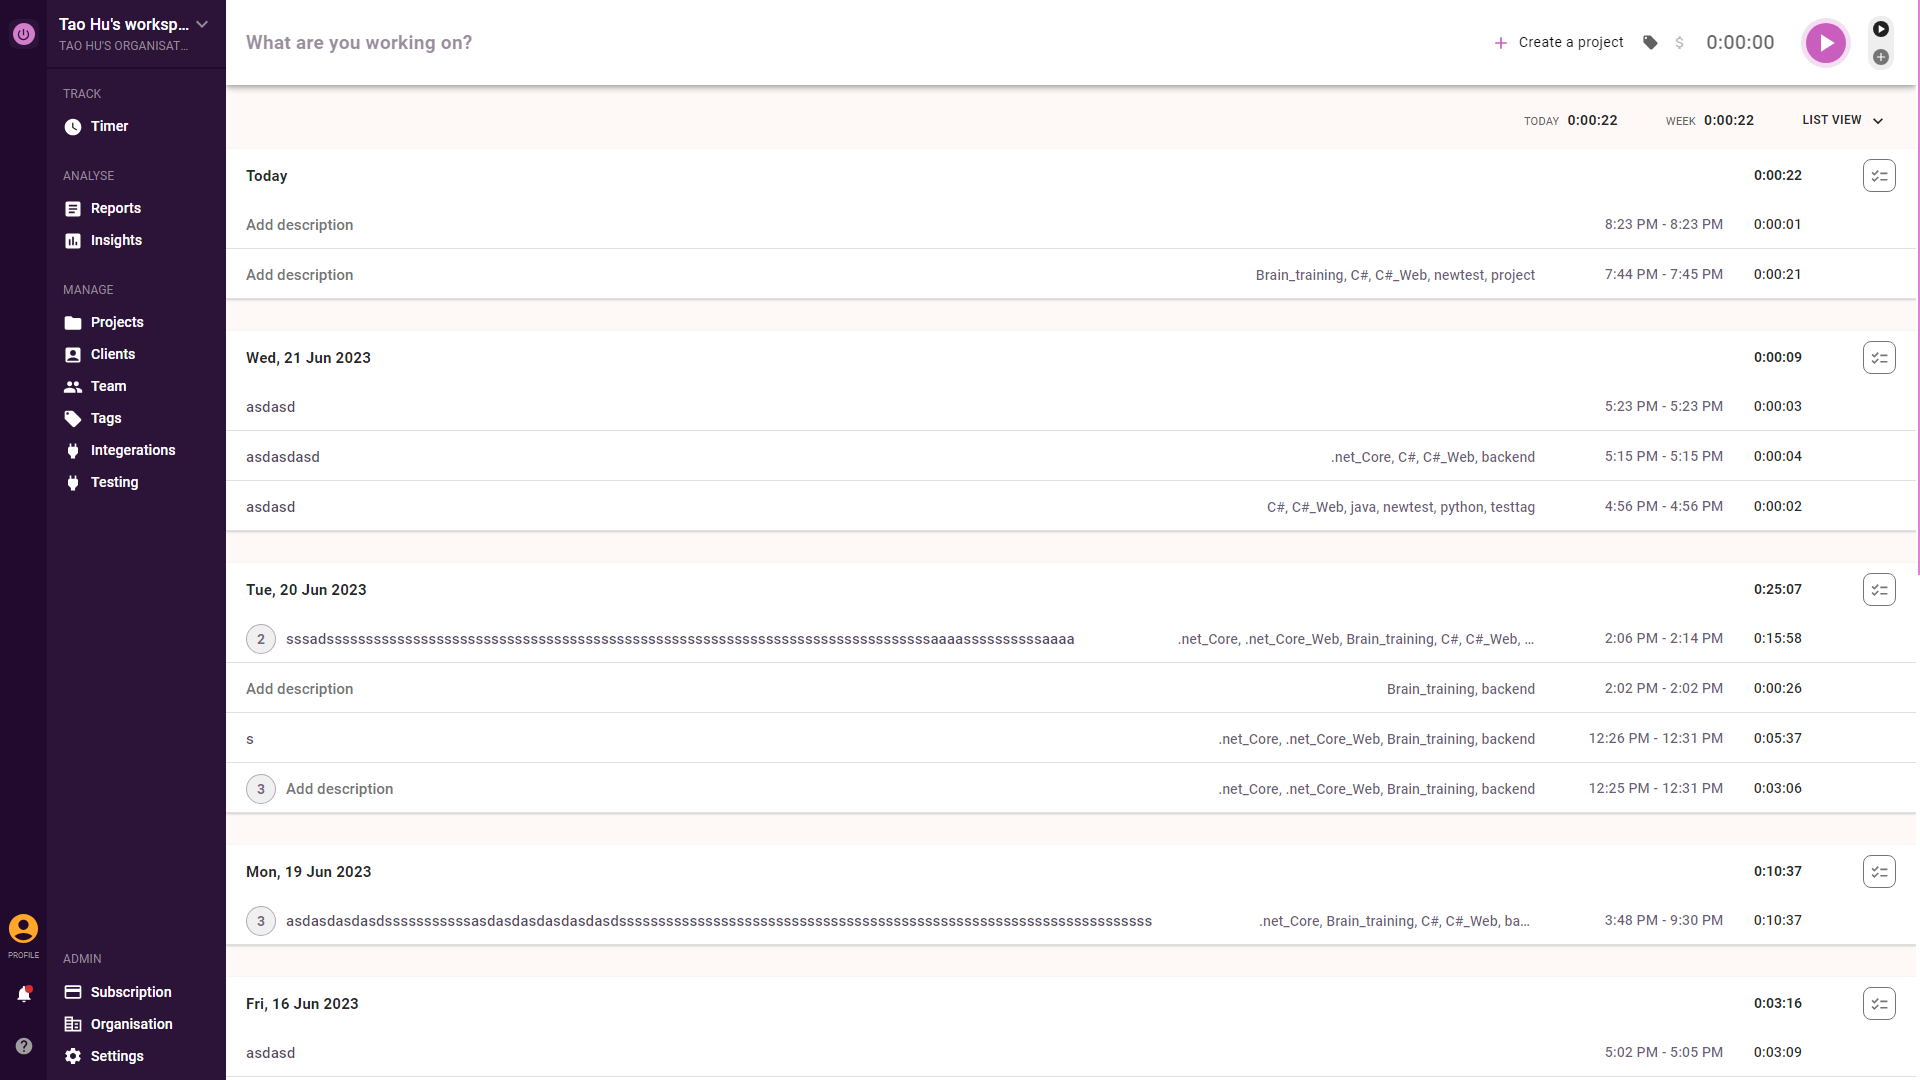 Tao Hu's worksp...
TAO HU'S ORGANISAT...
TRACK
Timer
ANALYSE
Reports
Insights
MANAGE
Projects
Clients
Team
Tags
Integerations
Testing
PROFILE
ADMIN
Subscription
Organisation
Settings
What are you working on?
Create a project $ 0:00:00
TODAY 0:00:22 WEEK 0:00:22 LIST VIEW
Today 0:00:22
Add description 8:23 PM - 8:23 PM 0:00:01
Add description Brain_training, C#, C#_Web, newtest, project 7:44 PM - 7:45 PM 0:00:21
Wed, 21 Jun 2023 0:00:09
asdasd 5:23 PM - 5:23 PM 0:00:03
asdasdasd .net_Core, C#, C#_Web, backend 5:15 PM - 5:15 PM 0:00:04
asdasd C#, C#_Web, java, newtest, python, testtag 4:56 PM - 4:56 PM 0:00:02
Tue, 20 Jun 2023 0:25:07
2 .net_Core, .net_Core_Web, Brain_training, C#, C#_Web, ... 2:06 PM - 2:14 PM 0:15:58
Add description Brain_training, backend 2:02 PM - 2:02 PM 0:00:26
s .net_Core, .net_Core_Web, Brain_training, backend 12:26 PM - 12:31 PM 0:05:37
3 Add description .net_Core, .net_Core_Web, Brain_training, backend 12:25 PM - 12:31 PM 0:03:06
Mon, 19 Jun 2023 0:10:37
3 .net_Core, Brain_training, C#, C#_Web, ba... 3:48 PM - 9:30 PM 0:10:37
Fri, 16 Jun 2023 0:03:16
asdasd 5:02 PM - 5:05 PM 0:03:09